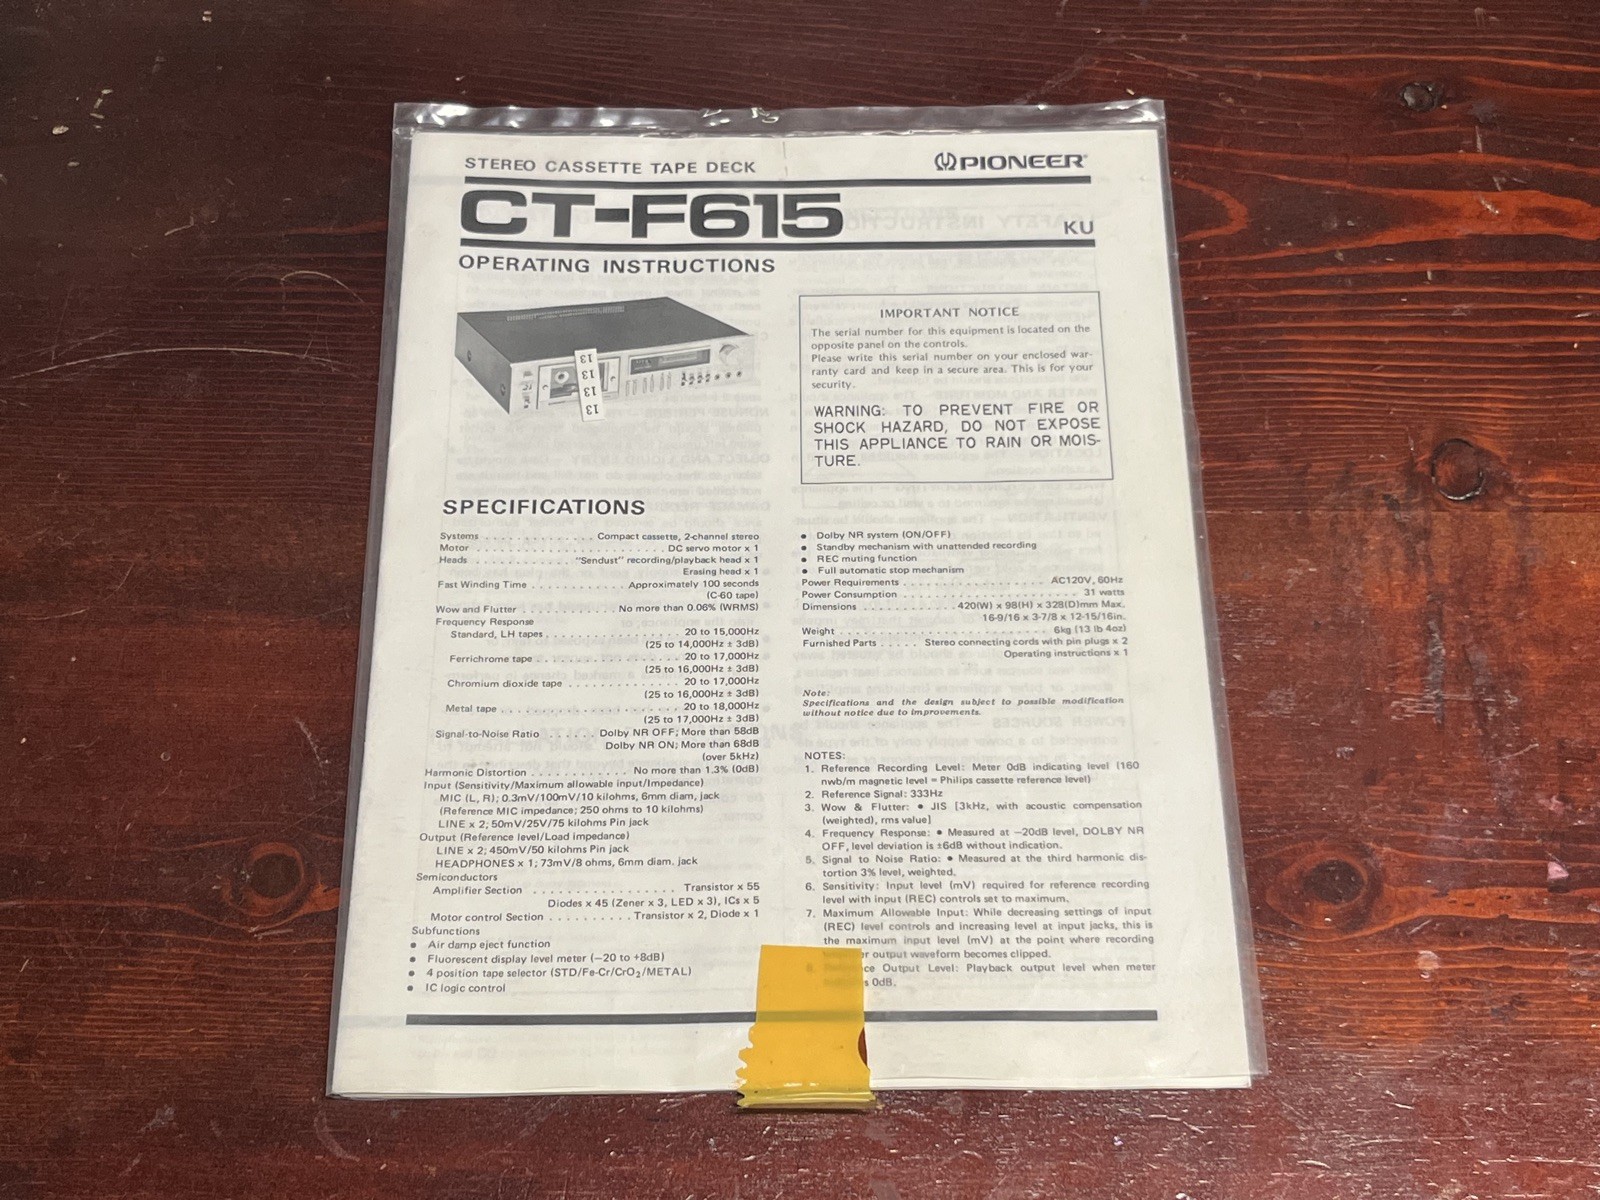 STEREO CASSETTE TAPE DECK
PIONEER®
CT-F615
KU
OPERATING INSTRUCTIONS
13
13
13
13
IMPORTANT NOTICE
The serial number for this equipment is located on the
opposite panel on the controls.
Please write this serial number on your enclosed war-
ranty card and keep in a secure area. This is for your
security.
WARNING: TO PREVENT FIRE OR
SHOCK HAZARD, DO NOT EXPOSE
THIS APPLIANCE TO RAIN OR MOIS-
TURE.
SPECIFICATIONS
Systems . . . . . . . . . . . . . Compact cassette, 2-channel stereo
Motor . . . . . . . . . . . . . . . . . . . . . . . DC servo motor x 1
Heads . . . . . . . . . . . "Sendust" recording/playback head x 1
Erasing head x 1
Fast Winding Time . . . . . . . . . . . Approximately 100 seconds
(C-60 tape)
Wow and Flutter . . . . . . . . . . . . No more than 0.06% (WRMS)
Frequency Response
Standard, LH tapes . . . . . . . . . . . . . . . . 20 to 15,000Hz
(25 to 14,000Hz ± 3dB)
Ferrichrome tape . . . . . . . . . . . . . . . . . 20 to 17,000Hz
(25 to 16,000Hz ± 3dB)
Chromium dioxide tape . . . . . . . . . . . . . 20 to 17,000Hz
(25 to 16,000Hz ± 3dB)
Metal tape . . . . . . . . . . . . . . . . . . . . . 20 to 18,000Hz
(25 to 17,000Hz ± 3dB)
Signal-to-Noise Ratio . . . . . . Dolby NR OFF; More than 58dB
Dolby NR ON; More than 68dB
(over 5kHz)
Harmonic Distortion . . . . . . . . . . . . No more than 1.3% (0dB)
Input (Sensitivity/Maximum allowable input/Impedance)
MIC (L, R); 0.3mV/100mV/10 kilohms, 6mm diam, jack
(Reference MIC impedance; 250 ohms to 10 kilohms)
LINE x 2; 50mV/25V/75 kilohms Pin jack
Output (Reference level/Load impedance)
LINE x 2; 450mV/50 kilohms Pin jack
HEADPHONES x 1; 73mV/8 ohms, 6mm diam. jack
Semiconductors
Amplifier Section . . . . . . . . . . . . . . . . . Transistor x 55
Diodes x 45 (Zener x 3, LED x 3), ICs x 5
Motor control Section . . . . . . . . . . Transistor x 2, Diode x 1
Subfunctions
● Air damp eject function
● Fluorescent display level meter (−20 to +8dB)
● 4 position tape selector (STD/Fe-Cr/CrO2/METAL)
● IC logic control
● Dolby NR system (ON/OFF)
● Standby mechanism with unattended recording
● REC muting function
● Full automatic stop mechanism
Power Requirements . . . . . . . . . . . . . . . . . AC120V, 60Hz
Power Consumption . . . . . . . . . . . . . . . . . . . . . 31 watts
Dimensions . . . . . . . . . . . 420(W) x 98(H) x 328(D)mm Max.
16-9/16 x 3-7/8 x 12-15/16in.
Weight . . . . . . . . . . . . . . . . . . . . . . . . 6kg (13 lb 4oz)
Furnished Parts . . . . . Stereo connecting cords with pin plugs x 2
Operating instructions x 1
Note:
Specifications and the design subject to possible modification
without notice due to improvements.
NOTES:
1. Reference Recording Level: Meter 0dB indicating level (160
nwb/m magnetic level = Philips cassette reference level)
2. Reference Signal: 333Hz
3. Wow & Flutter: ● JIS [3kHz, with acoustic compensation
(weighted), rms value]
4. Frequency Response: ● Measured at −20dB level, DOLBY NR
OFF, level deviation is ±6dB without indication.
5. Signal to Noise Ratio: ● Measured at the third harmonic dis-
tortion 3% level, weighted.
6. Sensitivity: Input level (mV) required for reference recording
level with input (REC) controls set to maximum.
7. Maximum Allowable Input: While decreasing settings of input
(REC) level controls and increasing level at input jacks, this is
the maximum input level (mV) at the point where recording
output waveform becomes clipped.
8. Output Level: Playback output level when meter
0dB.